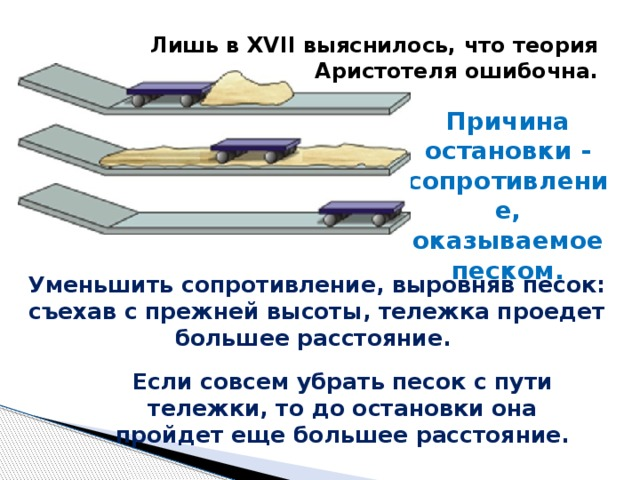 Лишь в XVII выяснилось, что теория
Аристотеля ошибочна.
Причина
остановки -
сопротивлени
е,
оказываемое
песком.
Уменьшить сопротивление, выровняв песок:
съехав с прежней высоты, тележка проедет
большее расстояние.
Если совсем убрать песок с пути
тележки, то до остановки она
пройдет еще большее расстояние.